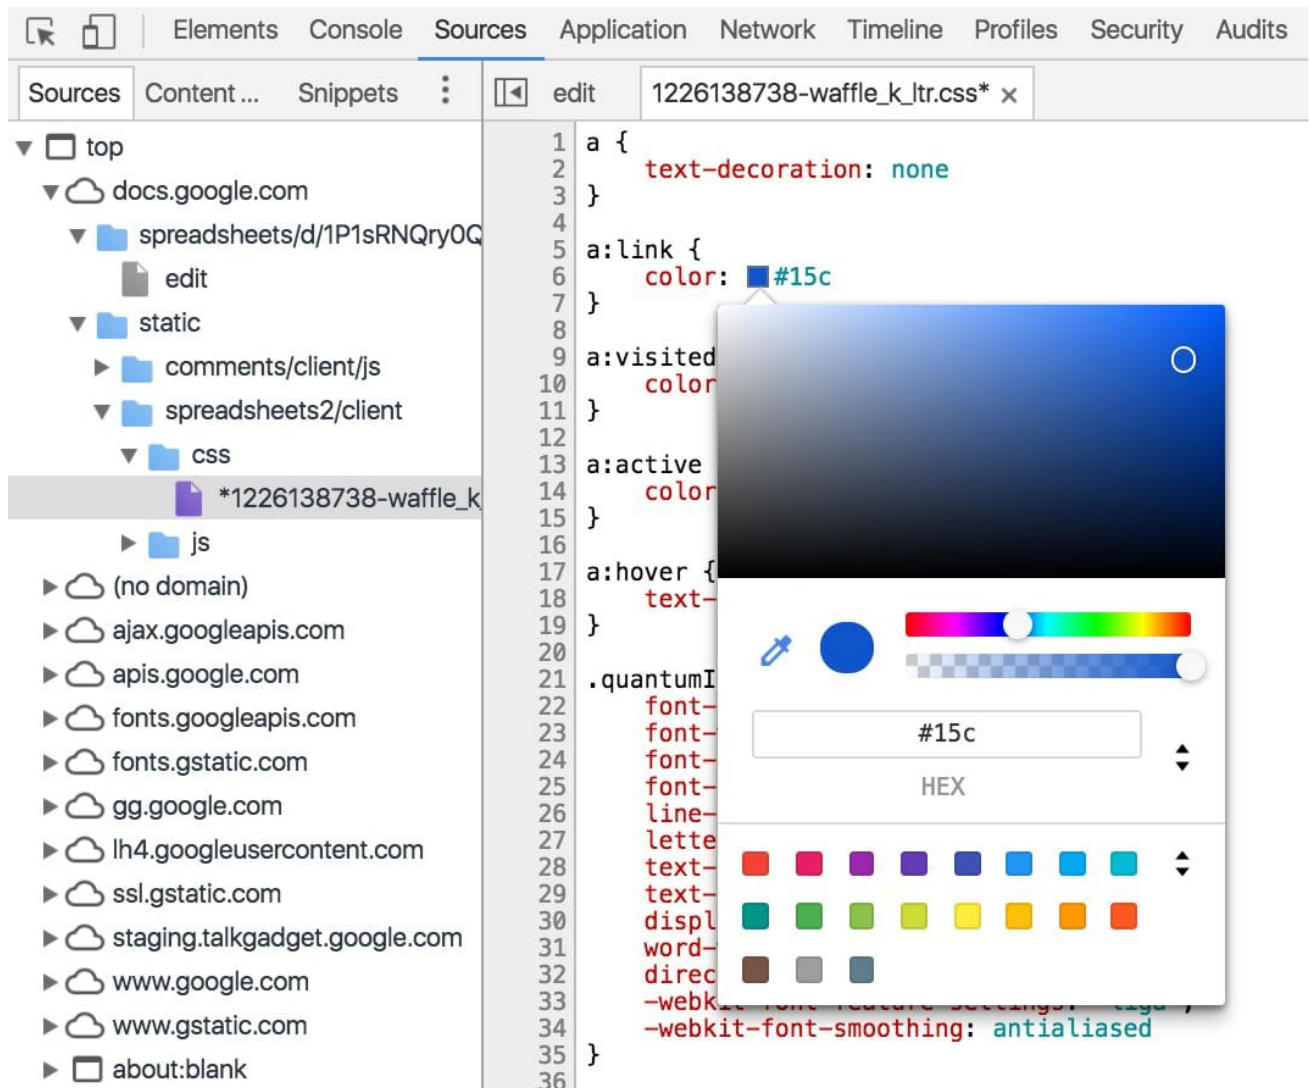 Elements Console Sources Application Network Timeline Profiles Security Audits
Sources Content ... Snippets
edit 1226138738-waffle_k_ltr.css* ×
top
docs.google.com
spreadsheets/d/1P1sRNQry0Q
edit
static
comments/client/js
spreadsheets2/client
css
*1226138738-waffle_k_
js
(no domain)
ajax.googleapis.com
apis.google.com
fonts.googleapis.com
fonts.gstatic.com
gg.google.com
lh4.googleusercontent.com
ssl.gstatic.com
staging.talkgadget.google.com
www.google.com
www.gstatic.com
about:blank
1 a {
2 text-decoration: none
3 }
4
5 a:link {
6 color: #15c
7 }
8
9 a:visited
10 color
11 }
12
13 a:active
14 color
15 }
16
17 a:hover {
18 text-
19 }
20
21 .quantumI
22 font-
23 font-
24 font-
25 font-
26 line-
27 lette
28 text-
29 text-
30 displ
31 word-
32 direc
33 -webkit-font-feature-settings:
34 -webkit-font-smoothing: antialiased
35 }
36
#15c
HEX